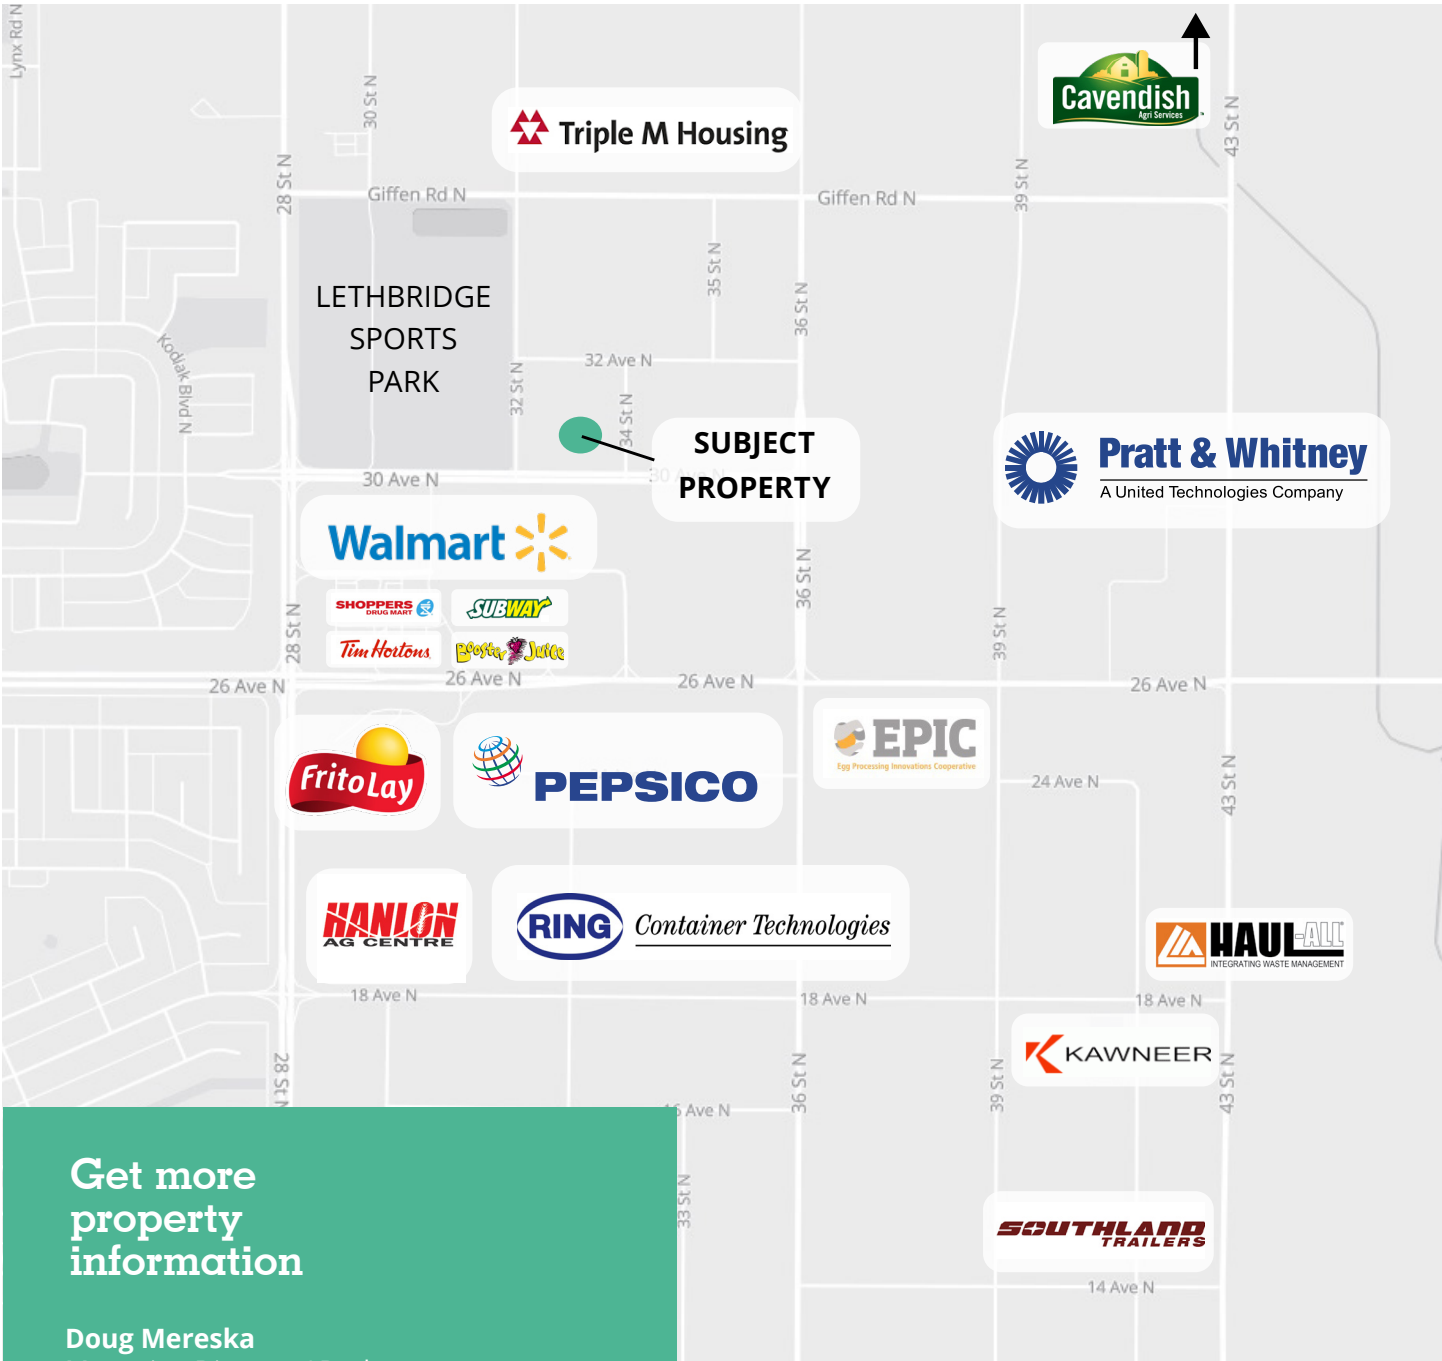 Lynx Rd N
30 St N
Cavendish
Agri Services
43 St N
Triple M Housing
28 St N
Giffen Rd N
Giffen Rd N
39 St N
35 St N
36 St N
LETHBRIDGE
SPORTS
PARK
Kodiak Blvd N
32 Ave N
32 St N
34 St N
SUBJECT
PROPERTY
30 Ave N
30 Ave N
Pratt & Whitney
A United Technologies Company
Walmart
36 St N
SHOPPERS
DRUG MART
SUBWAY
28 St N
39 St N
Tim Hortons
Booster Juice
26 Ave N
26 Ave N
26 Ave N
26 Ave N
Frito Lay
PEPSICO
EPIC
Egg Processing Innovations Cooperative
24 Ave N
43 St N
HANLON
AG CENTRE
RING Container Technologies
HAUL-ALL
INTEGRATING WASTE MANAGEMENT
18 Ave N
18 Ave N
18 Ave N
KAWNEER
28 St N
36 St N
39 St N
43 St N
Ave N
33 St N
Get more
property
information
SOUTHLAND
TRAILERS
14 Ave N
Doug Mereska